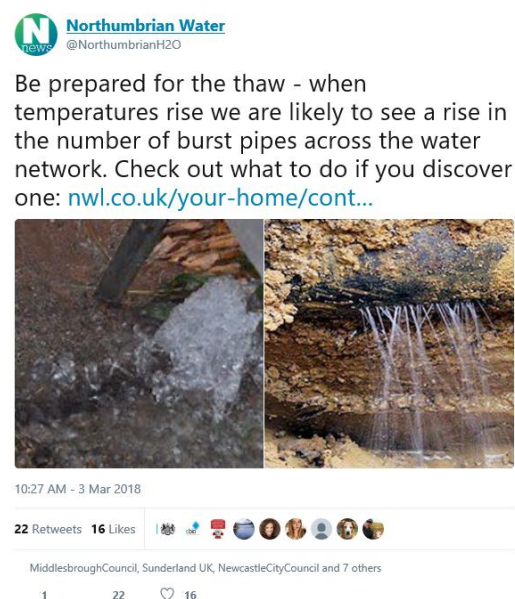 N
news
Northumbrian Water
@NorthumbrianH2O
Be prepared for the thaw - when
temperatures rise we are likely to see a rise in
the number of burst pipes across the water
network. Check out what to do if you discover
one: nwl.co.uk/your-home/cont...
10:27 AM - 3 Mar 2018
22 Retweets 16 Likes
MiddlesbroughCouncil, Sunderland UK, NewcastleCityCouncil and 7 others
1 22 16